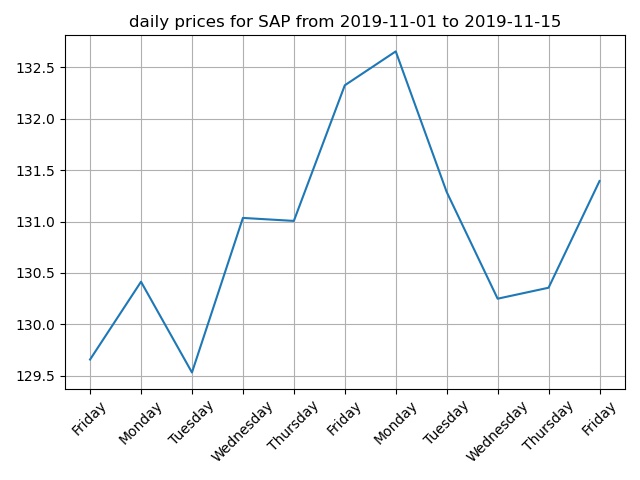 daily prices for SAP from 2019-11-01 to 2019-11-15
132.5
132.0
131.5
131.0
130.5
130.0
129.5
Friday
Monday
Tuesday
Wednesday
Thursday
Friday
Monday
Tuesday
Wednesday
Thursday
Friday